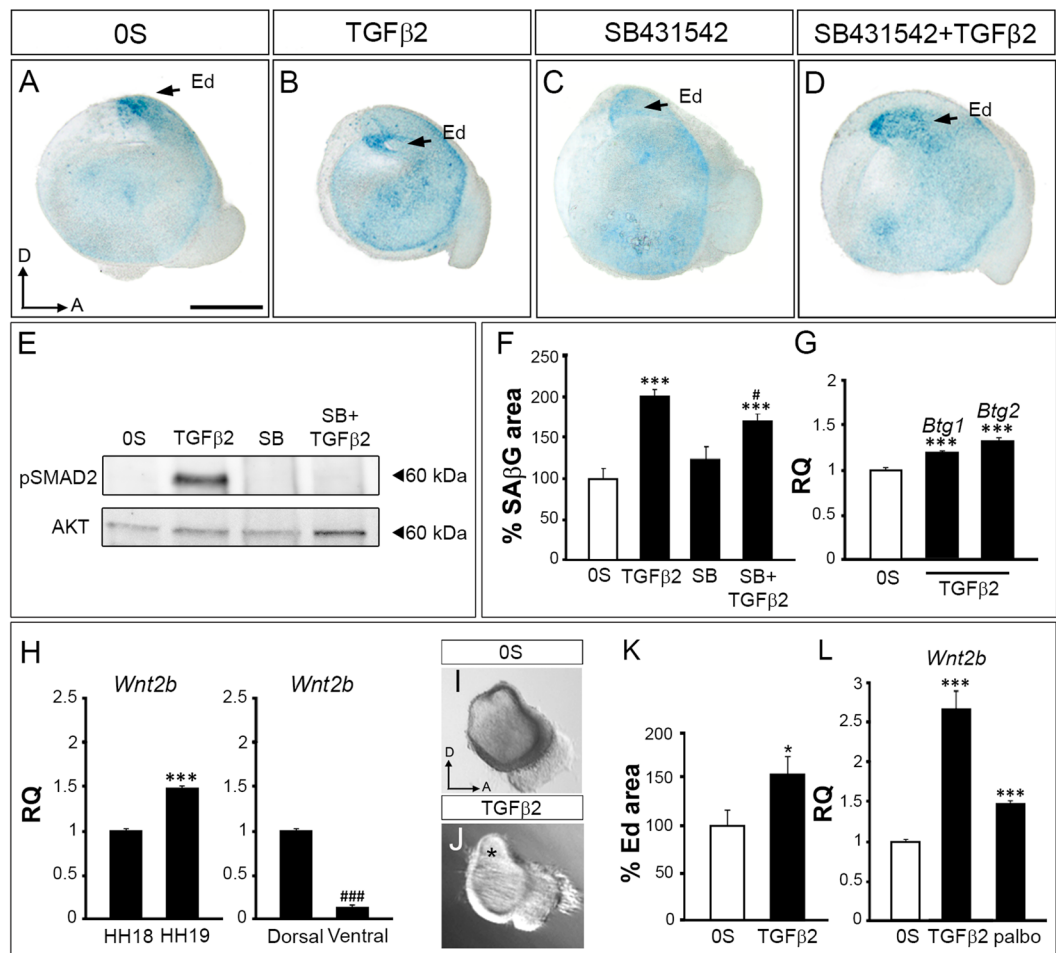 0S
TGFβ2
SB431542
SB431542+TGFβ2
A
Ed
D
A
B
Ed
C
Ed
D
Ed
E
0S
TGFβ2
SB
SB+
TGFβ2
pSMAD2
◄60 kDa
AKT
◄60 kDa
F
% SAβG area
250
200
150
100
50
0
***
#
***
0S
TGFβ2
SB
SB+
TGFβ2
G
RQ
2
1.5
1
0.5
0
Btg1
***
Btg2
***
0S
TGFβ2
H
Wnt2b
RQ
2.5
2
1.5
1
0.5
0
***
HH18
HH19
Wnt2b
2.5
2
1.5
1
0.5
0
###
Dorsal
Ventral
0S
I
D
A
TGFβ2
J
*
K
% Ed area
200
150
100
50
0
*
0S
TGFβ2
L
Wnt2b
RQ
3
2.5
2
1.5
1
0.5
0
***
***
0S
TGFβ2
palbo